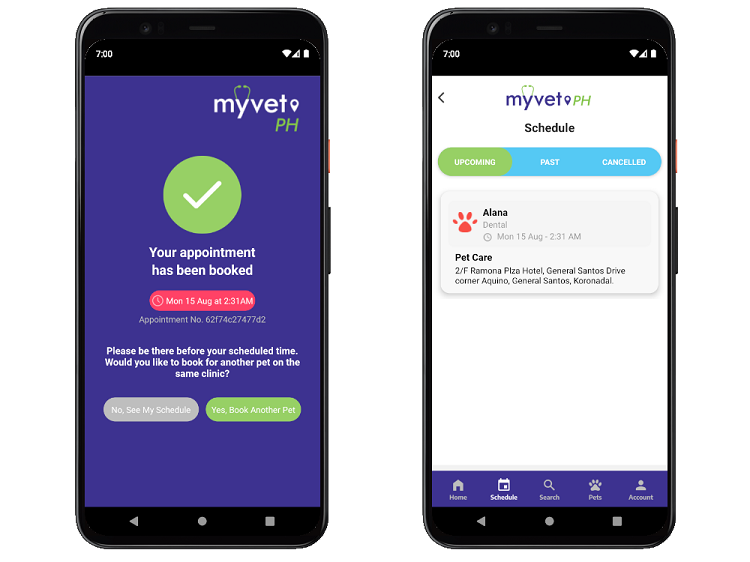 7:00
myvet
PH
Your appointment
has been booked
Mon 15 Aug at 2:31AM
Appointment No. 62f74c27477d2
Please be there before your scheduled time.
Would you like to book for another pet on the
same clinic?
No, See My Schedule
Yes, Book Another Pet
7:00
myvet PH
Schedule
UPCOMING
PAST
CANCELLED
Alana
Dental
Mon 15 Aug - 2:31 AM
Pet Care
2/F Ramona Plza Hotel, General Santos Drive
corner Aquino, General Santos, Koronadal.
Home
Schedule
Search
Pets
Account